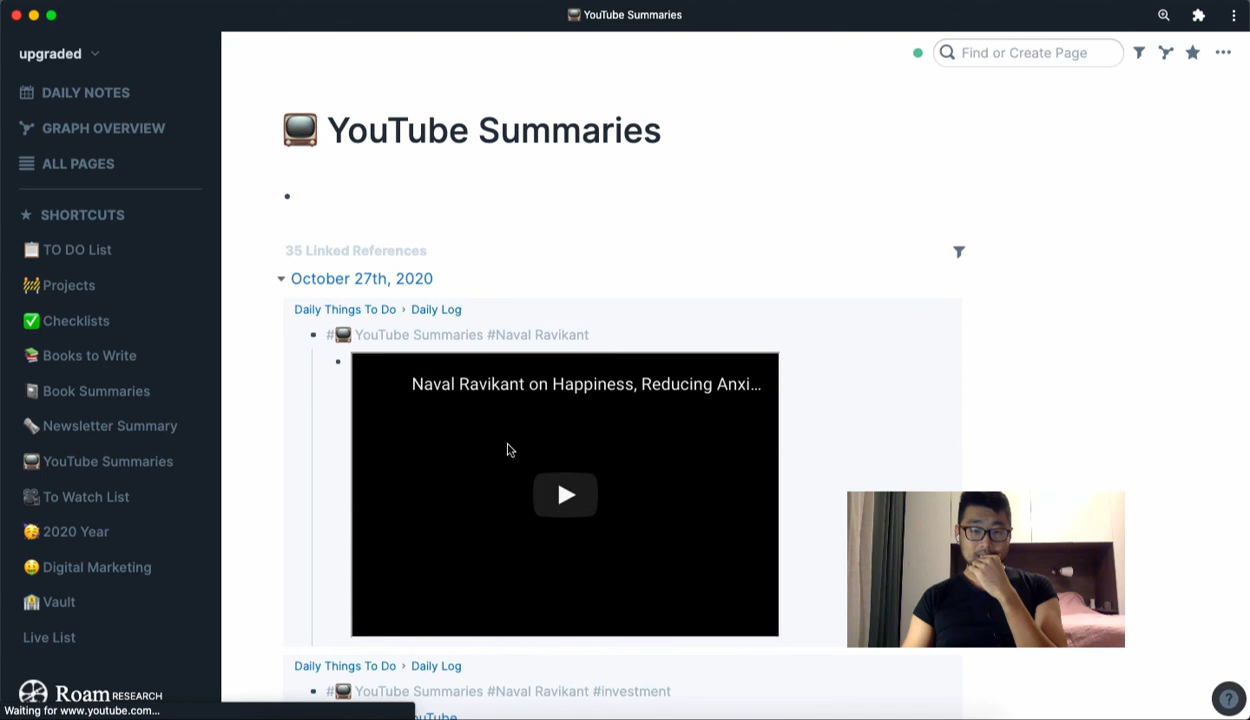 YouTube Summaries
upgraded
DAILY NOTES
GRAPH OVERVIEW
ALL PAGES
SHORTCUTS
TO DO List
Projects
Checklists
Books to Write
Book Summaries
Newsletter Summary
YouTube Summaries
To Watch List
2020 Year
Digital Marketing
Vault
Live List
Roam RESEARCH
Waiting for www.youtube.com...
Find or Create Page
YouTube Summaries
35 Linked References
October 27th, 2020
Daily Things To Do › Daily Log
# YouTube Summaries #Naval Ravikant
Naval Ravikant on Happiness, Reducing Anxi...
Daily Things To Do › Daily Log
# YouTube Summaries #Naval Ravikant #investment